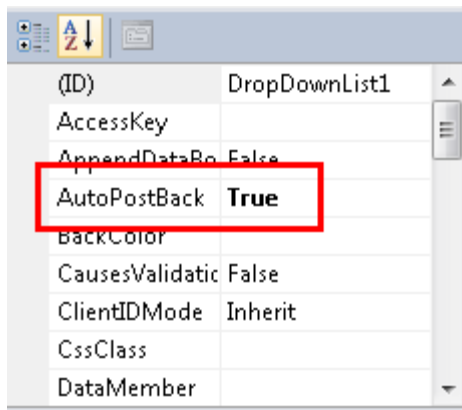 A
Z
(ID) DropDownList1
AccessKey
AppendDataBo False
AutoPostBack True
BackColor
CausesValidatic False
ClientIDMode Inherit
CssClass
DataMember